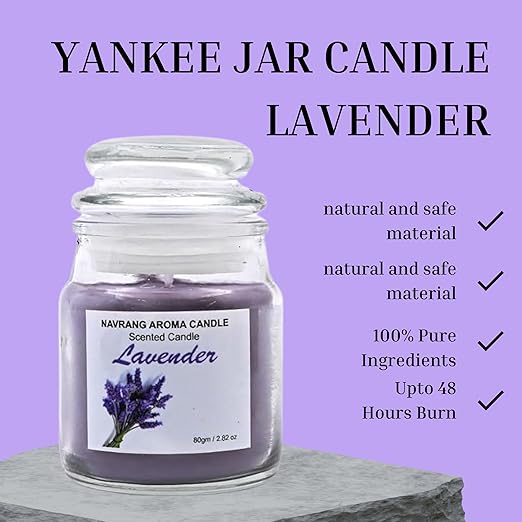 YANKEE JAR CANDLE
LAVENDER
natural and safe
material
natural and safe
material
100% Pure
Ingredients
Upto 48
Hours Burn
NAVRANG AROMA CANDLE
Scented Candle
Lavender
80gm / 2.82 oz